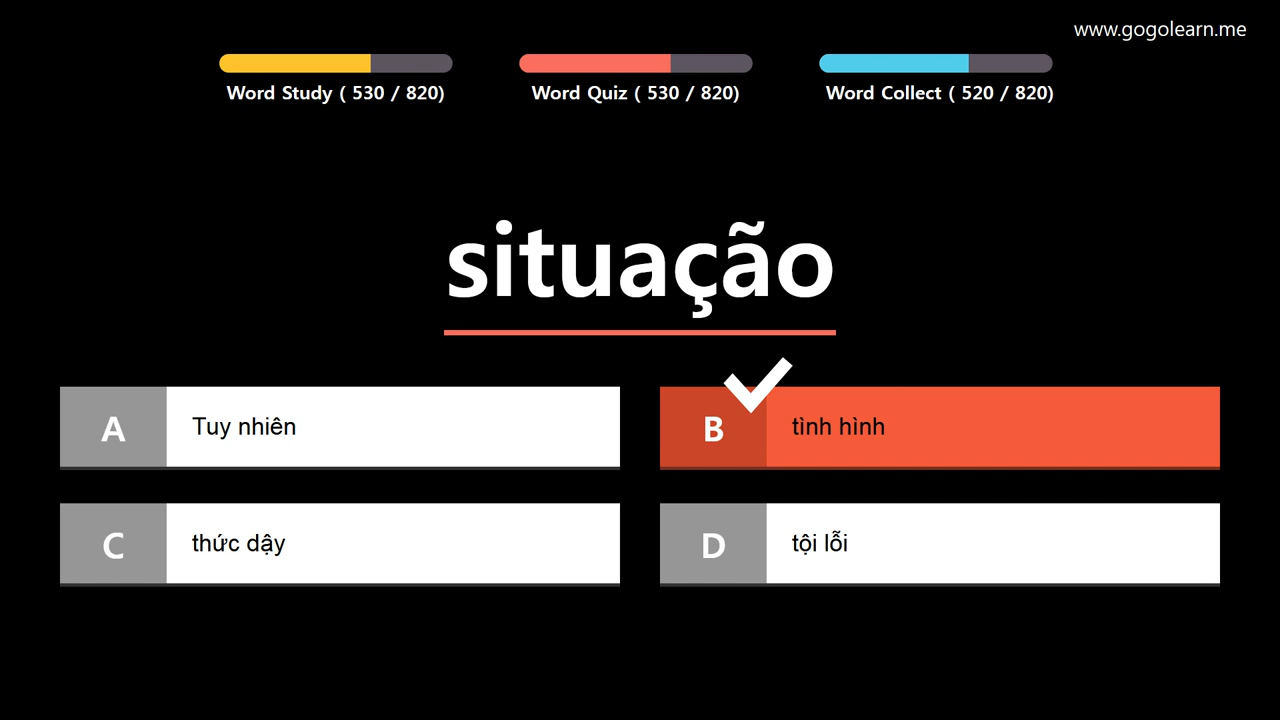 www.gogolearn.me
Word Study ( 530 / 820)
Word Quiz ( 530 / 820)
Word Collect ( 520 / 820)
situação
A
Tuy nhiên
B
tình hình
C
thức dậy
D
tội lỗi